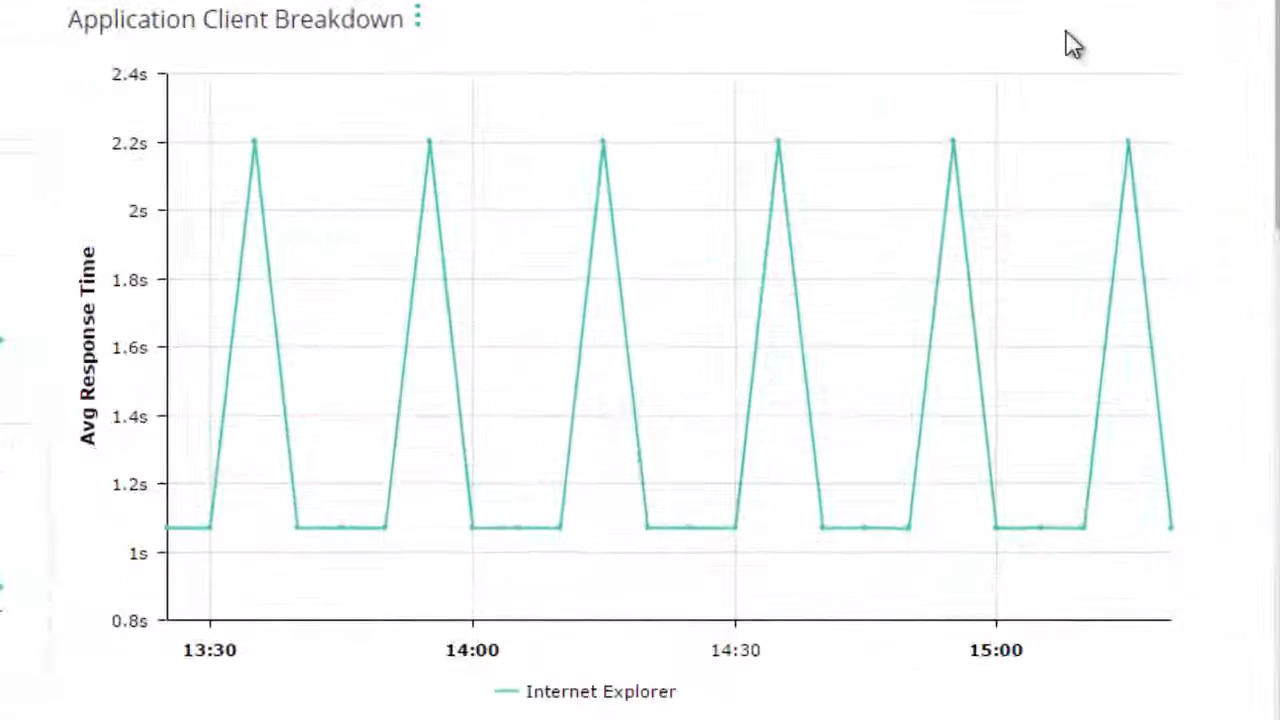 Application Client Breakdown
2.4s
2.2s
2s
1.8s
1.6s
1.4s
1.2s
1s
0.8s
Avg Response Time
13:30 14:00 14:30 15:00
Internet Explorer